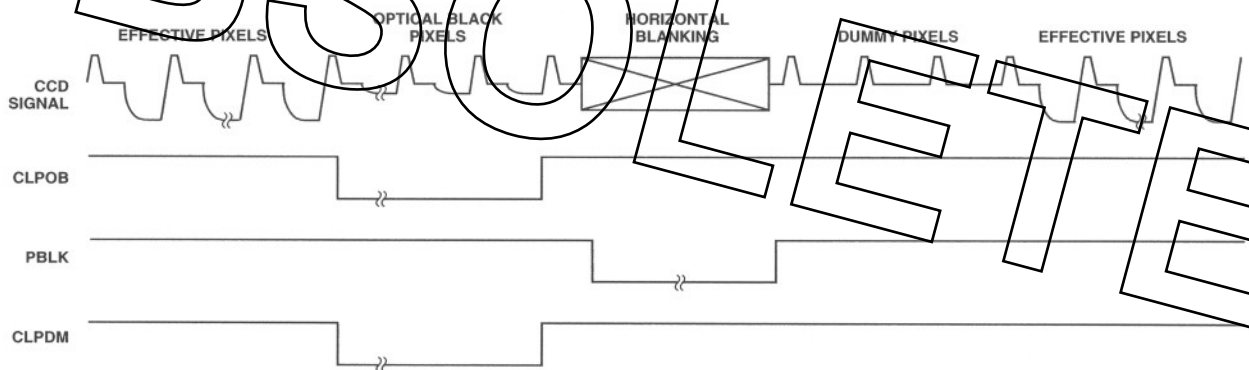 EFFECTIVE PIXELS
OPTICAL BLACK
PIXELS
HORIZONTAL
BLANKING
DUMMY PIXELS
EFFECTIVE PIXELS
CCD
SIGNAL
CLPOB
PBLK
CLPDM
OBSOLETE